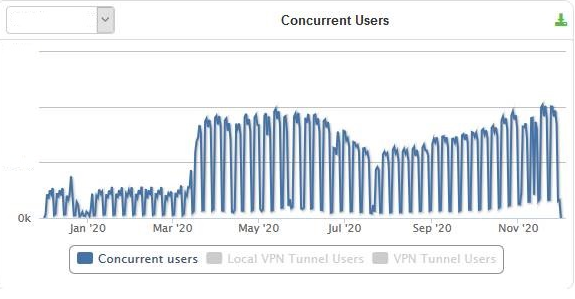 Concurrent Users
0k
Jan '20 Mar '20 May '20 Jul '20 Sep '20 Nov '20
Concurrent users Local VPN Tunnel Users VPN Tunnel Users